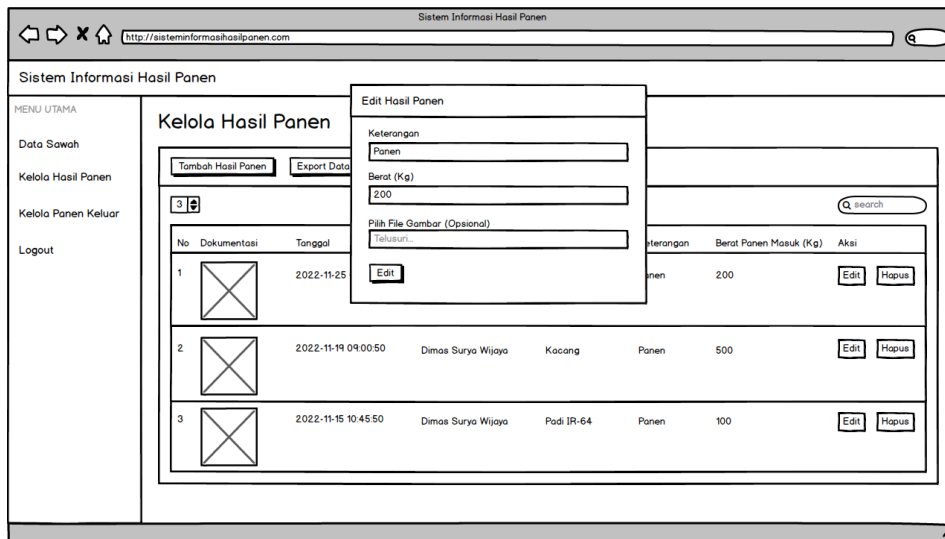 Sistem Informasi Hasil Panen
http://sisteminformasihasilpanen.com
Sistem Informasi Hasil Panen
MENU UTAMA
Data Sawah
Kelola Hasil Panen
Kelola Panen Keluar
Logout
Kelola Hasil Panen
Tambah Hasil Panen Export Data
3
search
Edit Hasil Panen
Keterangan
Panen
Berat (Kg)
200
Pilih File Gambar (Opsional)
Telusuri..
Edit
No Dokumentasi Tanggal eterangan Berat Panen Masuk (Kg) Aksi
1 2022-11-25 anen 200 Edit Hapus
2 2022-11-19 09:00:50 Dimas Surya Wijaya Kacang Panen 500 Edit Hapus
3 2022-11-15 10:45:50 Dimas Surya Wijaya Padi IR-64 Panen 100 Edit Hapus